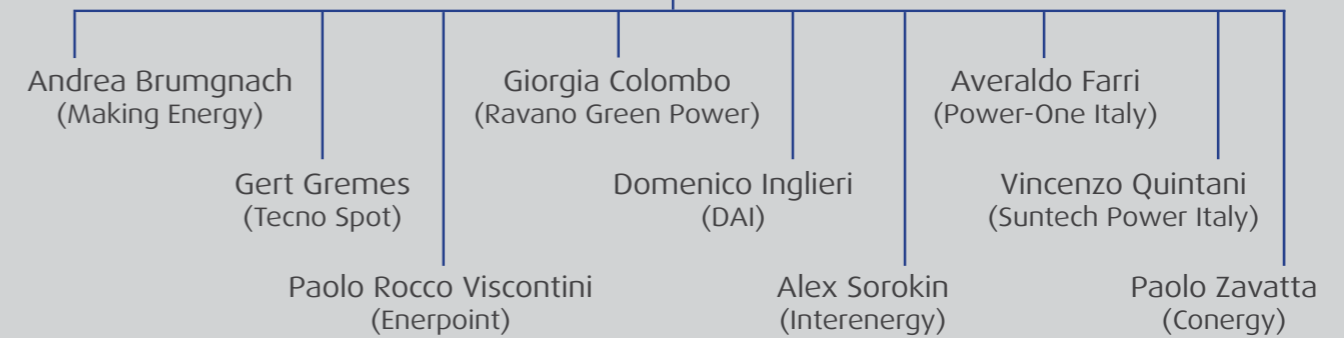 Andrea Brumgnach
(Making Energy)
Giorgia Colombo
(Ravano Green Power)
Averaldo Farri
(Power-One Italy)
Gert Gremes
(Tecno Spot)
Domenico Inglieri
(DAI)
Vincenzo Quintani
(Suntech Power Italy)
Paolo Rocco Viscontini
(Enerpoint)
Alex Sorokin
(Interenergy)
Paolo Zavatta
(Conergy)